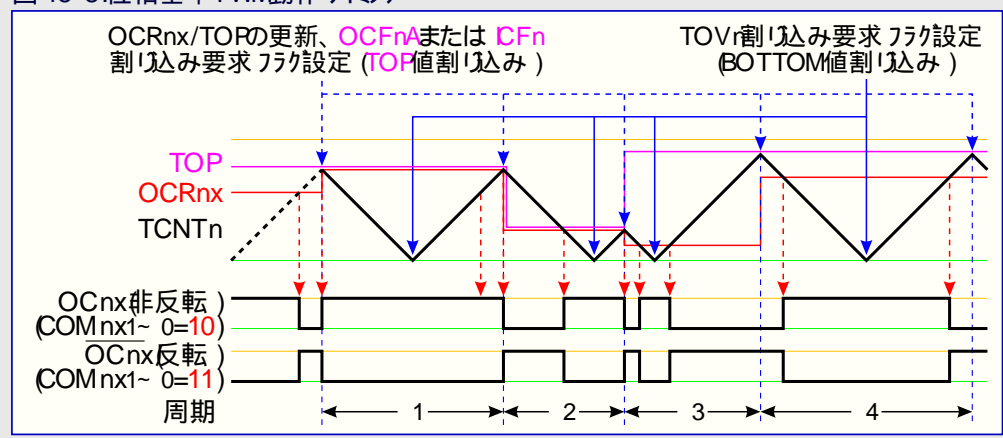 OCRnx/TOPの更新、OCFnAまたは ICFn
割り込み要求フラグ設定 (TOP値割り込み)
TOVn割り込み要求フラグ設定
(BOTTOM値割り込み)
TOP
OCRnx
TCNTn
OCnx(非反転)
(COMnx1~0=10)
OCnx(反転)
(COMnx1~0=11)
周期
1
2
3
4